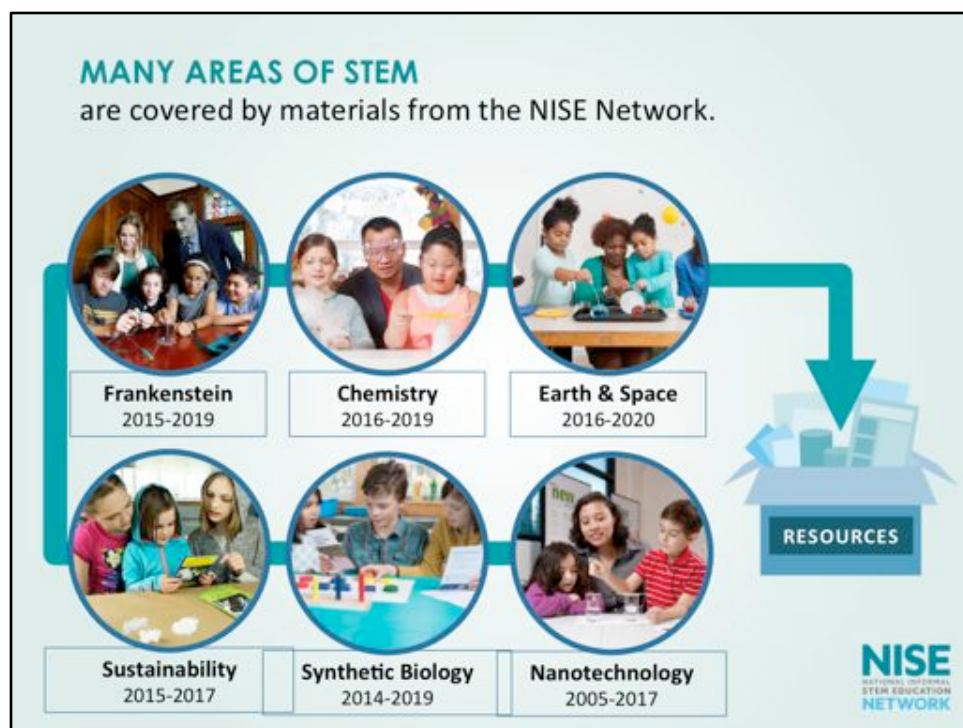 MANY AREAS OF STEM
are covered by materials from the NISE Network.
Frankenstein
2015-2019
Chemistry
2016-2019
Earth & Space
2016-2020
RESOURCES
Sustainability
2015-2017
Synthetic Biology
2014-2019
Nanotechnology
2005-2017
NISE
NATIONAL INFORMAL
STEM EDUCATION
NETWORK